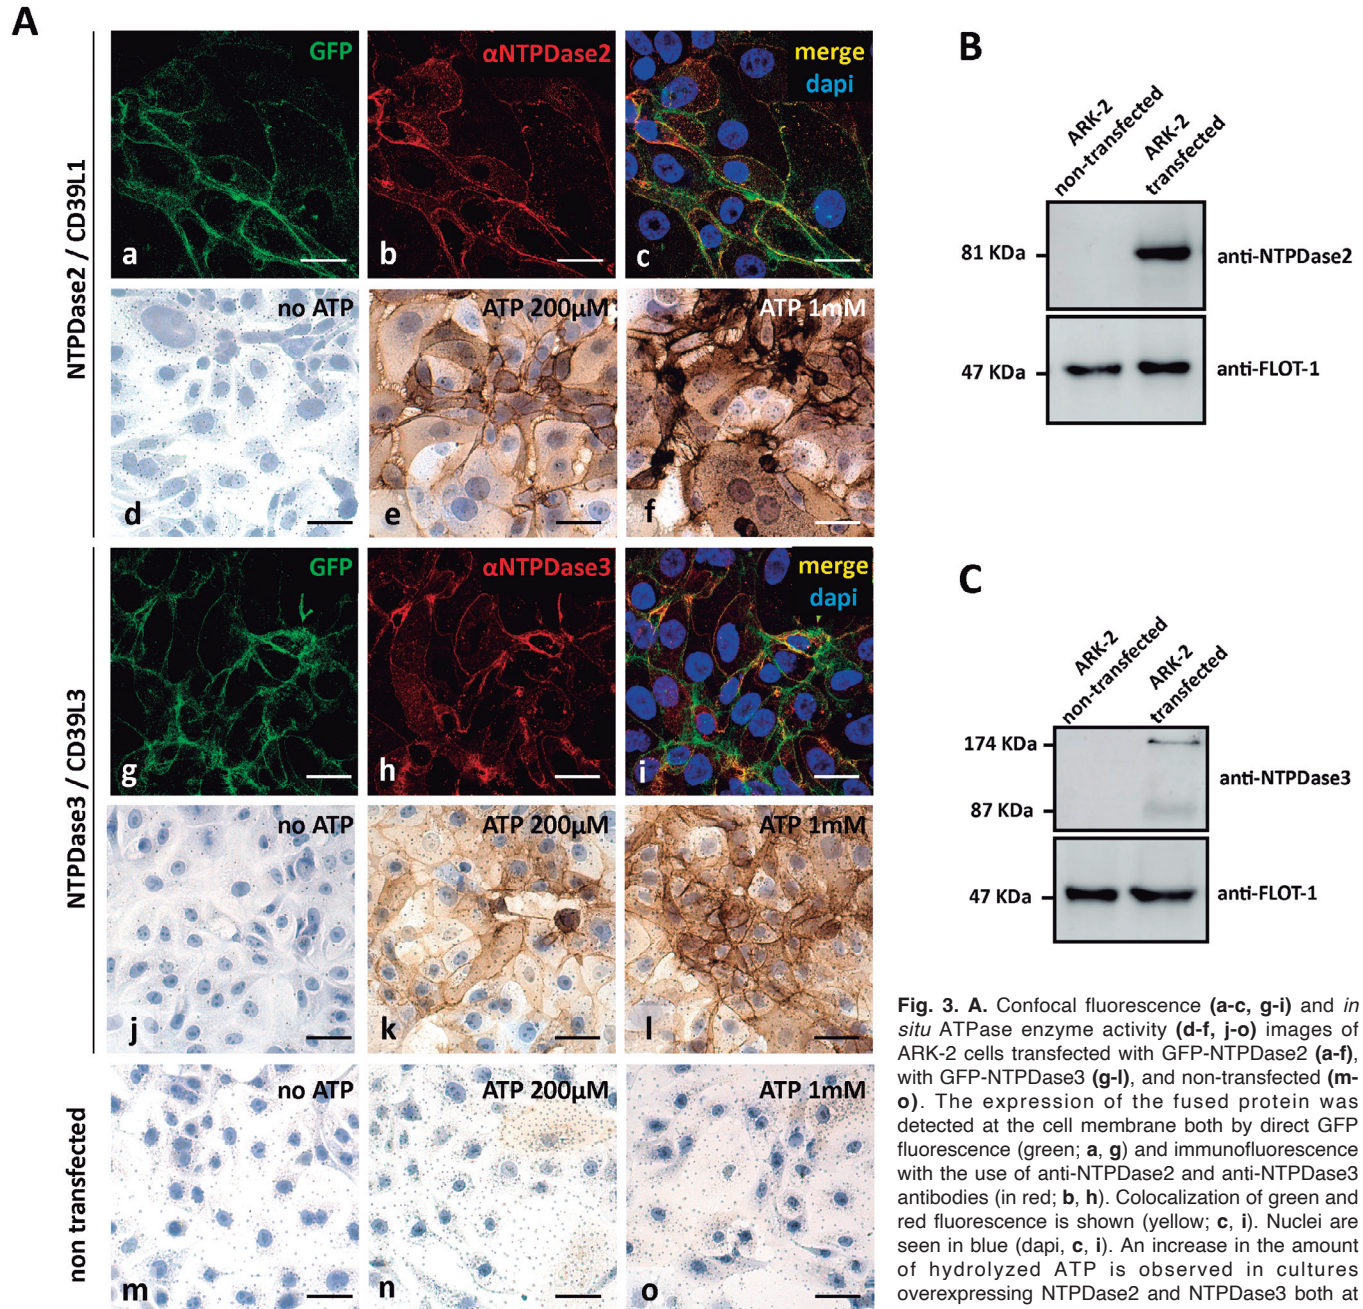 A
NTPDase2 / CD39L1
GFP
αNTPDase2
merge
dapi
a
b
c
no ATP
ATP 200μM
ATP 1mM
d
e
f
NTPDase3 / CD39L3
GFP
αNTPDase3
merge
dapi
g
h
i
no ATP
ATP 200μM
ATP 1mM
j
k
l
non transfected
no ATP
ATP 200μM
ATP 1mM
m
n
o
B
ARK-2
non-transfected
ARK-2
transfected
81 KDa
anti-NTPDase2
47 KDa
anti-FLOT-1
C
ARK-2
non-transfected
ARK-2
transfected
174 KDa
87 KDa
anti-NTPDase3
47 KDa
anti-FLOT-1
Fig. 3. A. Confocal fluorescence (a-c, g-i) and in
situ ATPase enzyme activity (d-f, j-o) images of
ARK-2 cells transfected with GFP-NTPDase2 (a-f),
with GFP-NTPDase3 (g-l), and non-transfected (m-
o). The expression of the fused protein was
detected at the cell membrane both by direct GFP
fluorescence (green; a, g) and immunofluorescence
with the use of anti-NTPDase2 and anti-NTPDase3
antibodies (in red; b, h). Colocalization of green and
red fluorescence is shown (yellow; c, i). Nuclei are
seen in blue (dapi, c, i). An increase in the amount
of hydrolyzed ATP is observed in cultures
overexpressing NTPDase2 and NTPDase3 both at